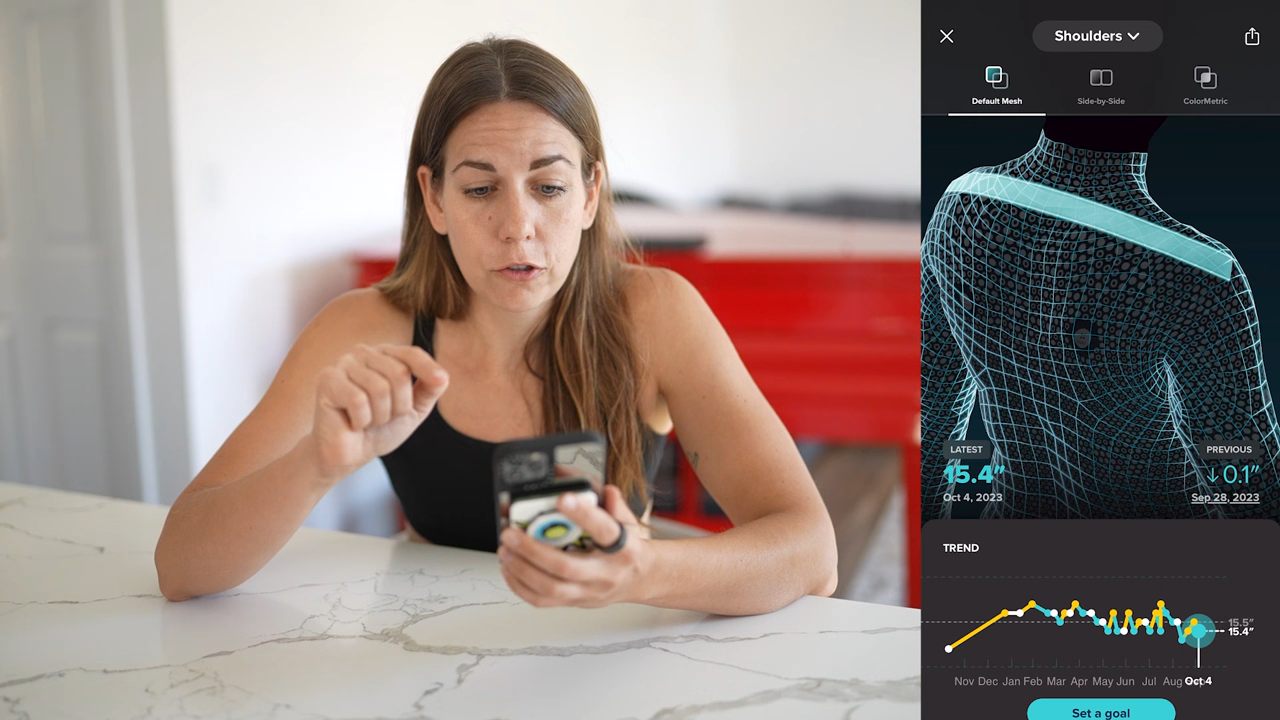 Shoulders
Default Mesh
Side-by-Side
ColorMetric
LATEST
15.4"
Oct 4, 2023
PREVIOUS
↓0.1"
Sep 28, 2023
TREND
15.5"
15.4"
Nov Dec Jan Feb Mar Apr May Jun Jul Aug Oct 4
Set a goal